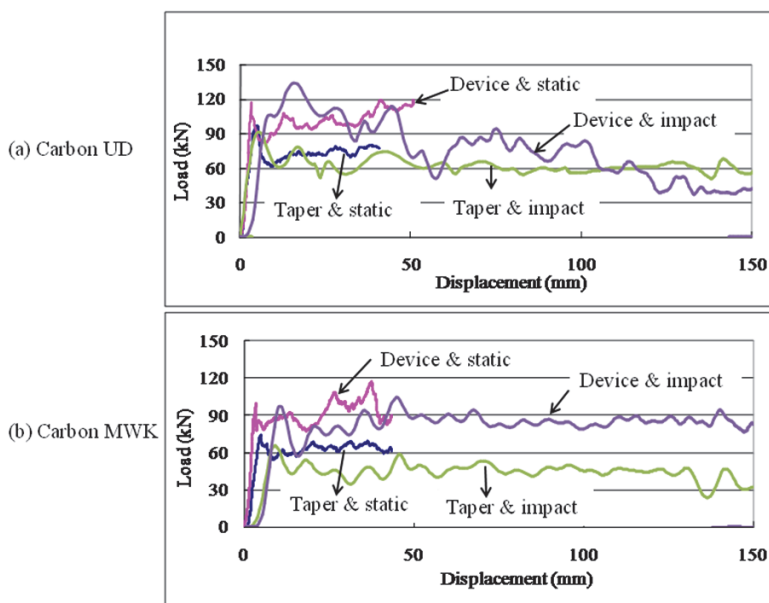 (a) Carbon UD
Load (kN)
150
120
90
60
30
0
Device & static
Device & impact
Taper & static
Taper & impact
0
50
100
150
Displacement (mm)
(b) Carbon MWK
Load (kN)
150
120
90
60
30
0
Device & static
Device & impact
Taper & static
Taper & impact
0
50
100
150
Displacement (mm)